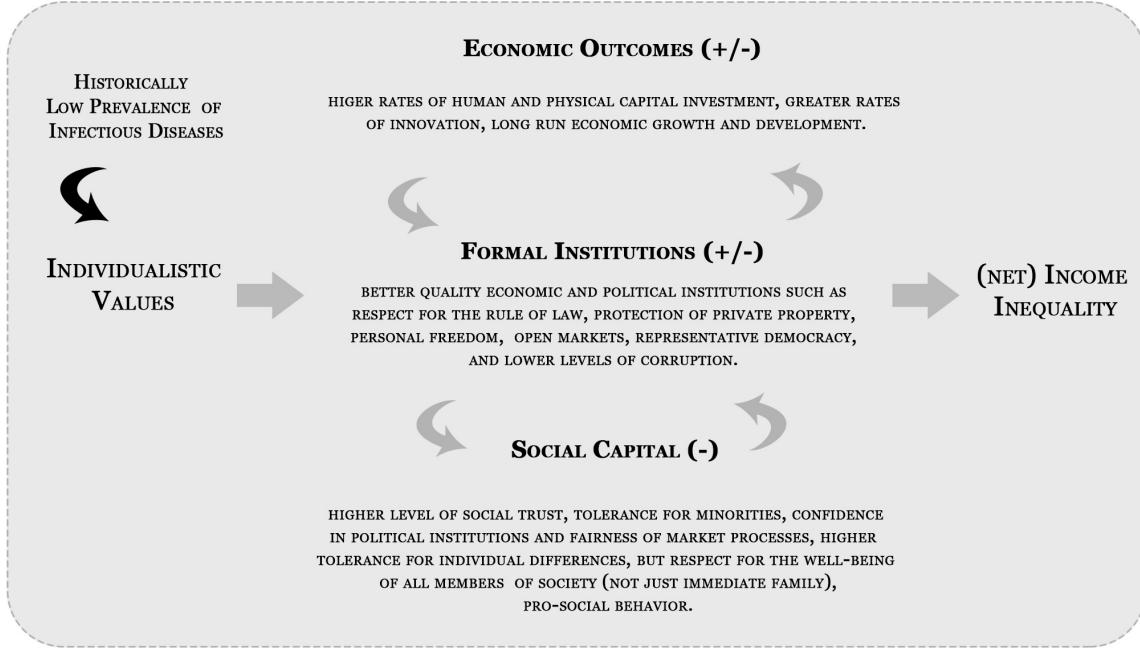 Economic Outcomes (+/-)
Historically
Low Prevalence of
Infectious Diseases
higer rates of human and physical capital investment, greater rates
of innovation, long run economic growth and development.
Formal Institutions (+/-)
Individualistic
Values
better quality economic and political institutions such as
respect for the rule of law, protection of private property,
personal freedom, open markets, representative democracy,
and lower levels of corruption.
(net) Income
Inequality
Social Capital (-)
higher level of social trust, tolerance for minorities, confidence
in political institutions and fairness of market processes, higher
tolerance for individual differences, but respect for the well-being
of all members of society (not just immediate family),
pro-social behavior.